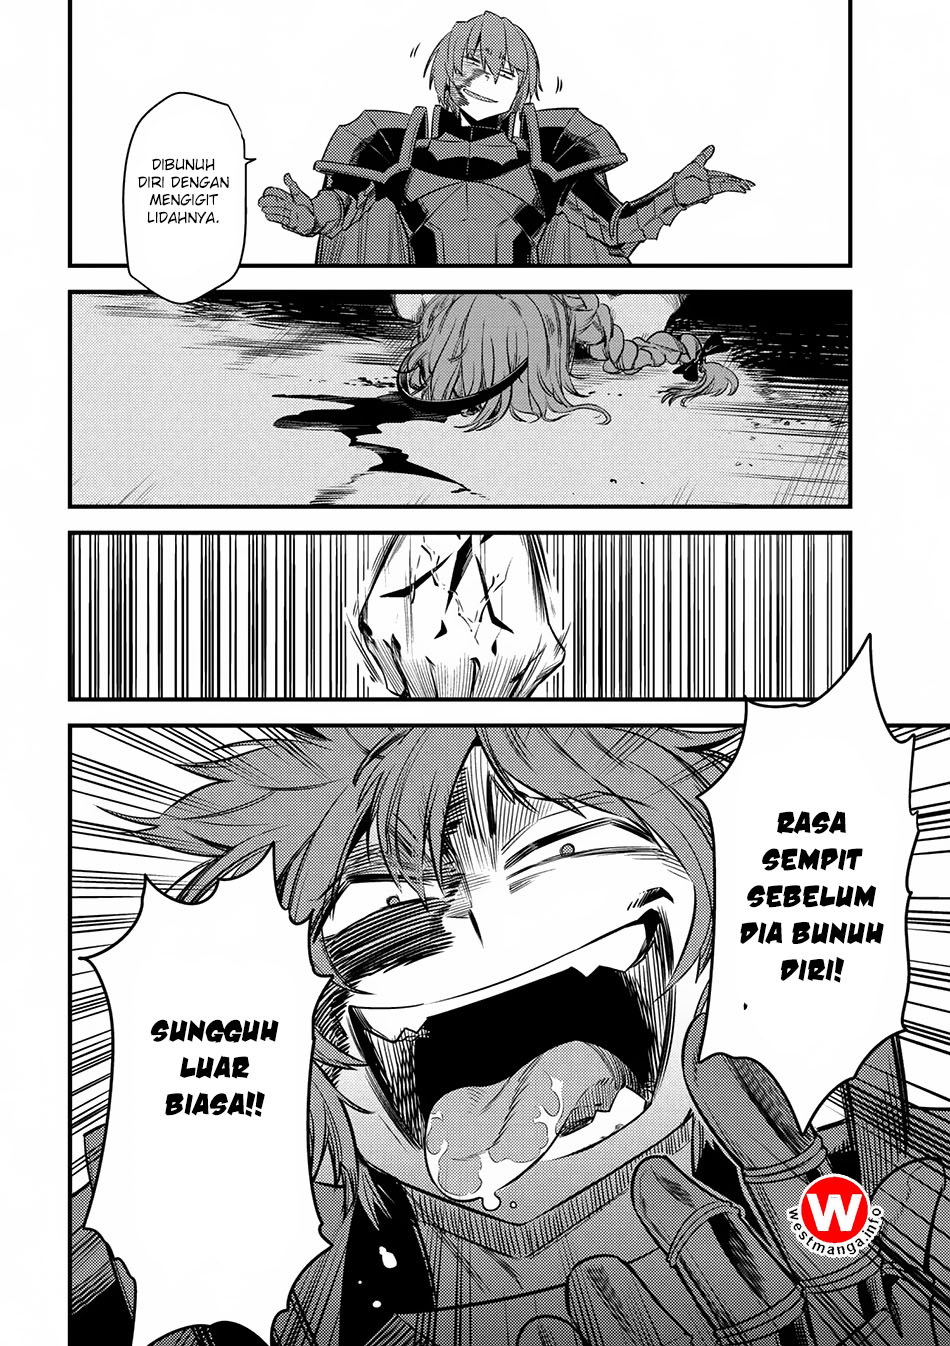 DIBUNUH
DIRI DENGAN
MENGIGIT
LIDAHNYA.
RASA
SEMPIT
SEBELUM
DIA BUNUH
DIRI!
SUNGGUH
LUAR
BIASA!!
W
westmanga.info